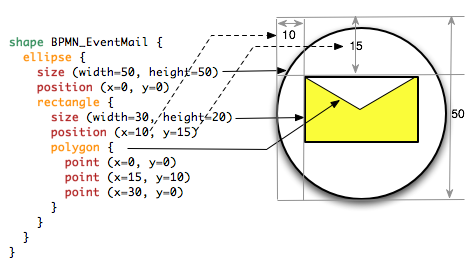 shape BPMN_EventMail {
  ellipse {
    size (width=50, height=50)
    position (x=0, y=0)
    rectangle {
      size (width=30, height=20)
      position (x=10, y=15)
      polygon {
        point (x=0, y=0)
        point (x=15, y=10)
        point (x=30, y=0)
      }
    }
  }
}
10
15
50